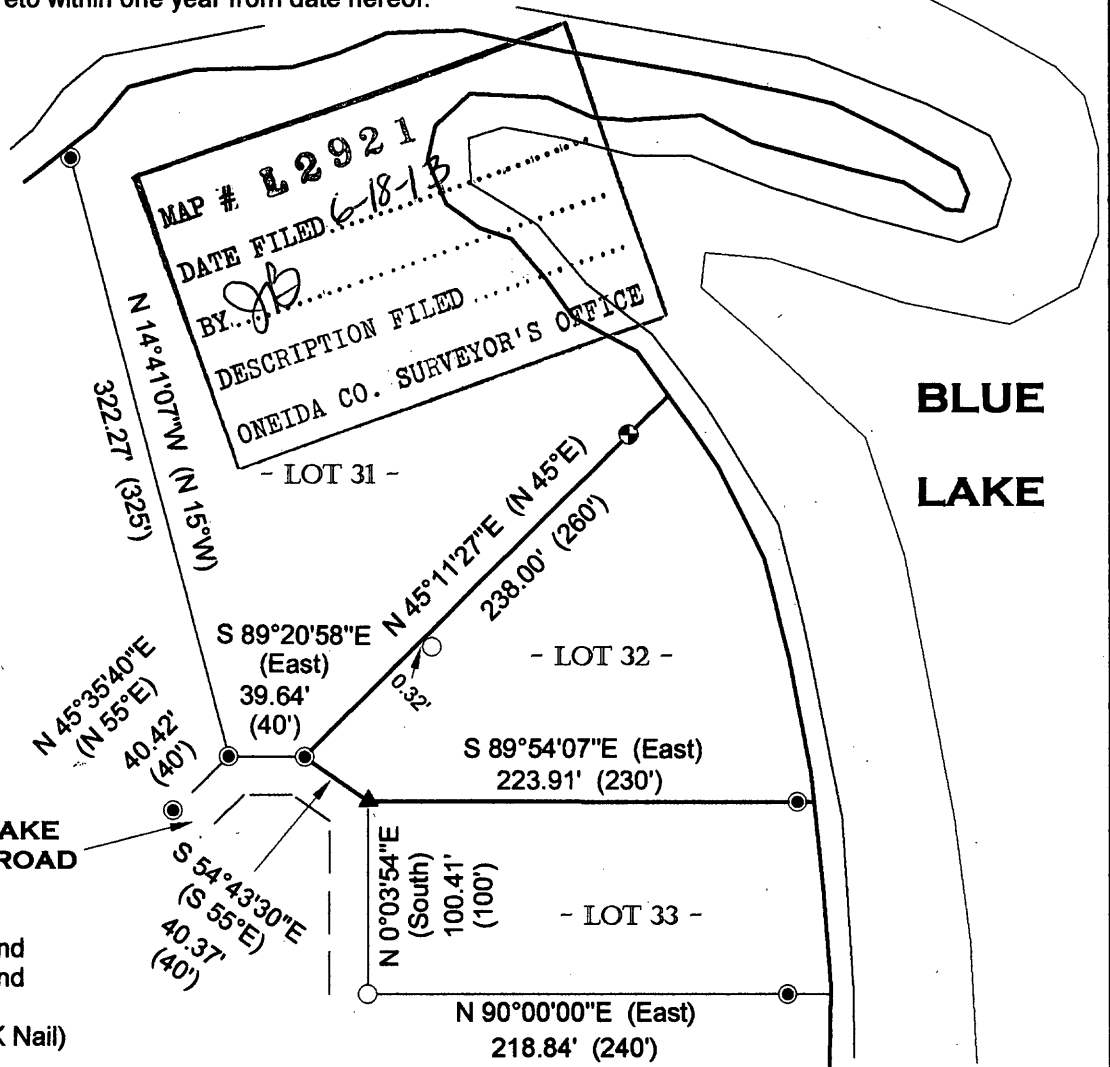 eto within one year from date hereof.
MAP # L2921
DATE FILED 6-18-13
BY
DESCRIPTION FILED
ONEIDA CO. SURVEYOR'S OFFICE
BLUE
LAKE
N 14°41'07"W (N 15°W)
322.27' (325')
- LOT 31 -
N 45°11'27"E (N 45°E)
238.00' (260')
S 89°20'58"E
(East)
39.64'
(40')
0.32'
- LOT 32 -
N 45°35'40"E
(N 55°E)
40.42'
(40')
S 89°54'07"E (East)
223.91' (230')
AKE
ROAD
S 54°43'30"E
(S 55°E)
40.37'
(40')
N 0°03'54"E
(South)
100.41'
(100')
- LOT 33 -
nd
nd
K Nail)
N 90°00'00"E (East)
218.84' (240')